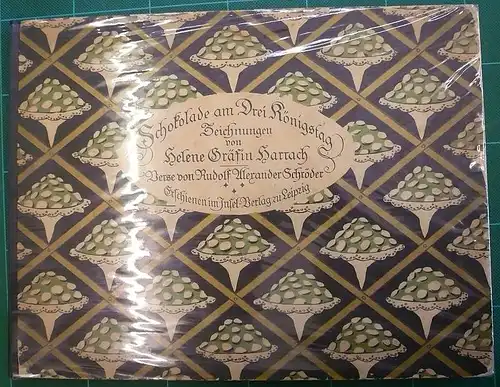 Schokolade am Drei Königstag
Zeichnungen
von
Helene Gräfin Harrach
Verse von Rudolf Alexander Schröder
Erschienen im Insel-Verlag zu Leipzig